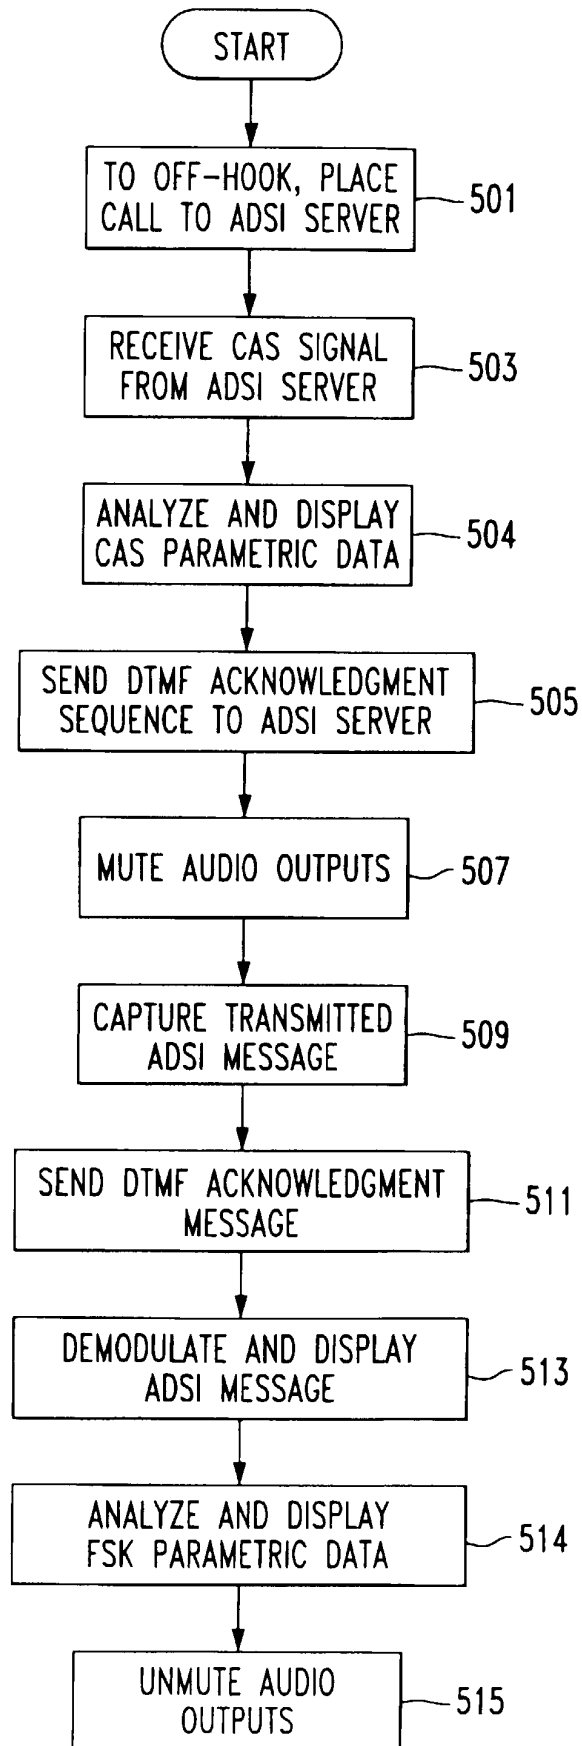 START
TO OFF-HOOK, PLACE
CALL TO ADSI SERVER
501
RECEIVE CAS SIGNAL
FROM ADSI SERVER
503
ANALYZE AND DISPLAY
CAS PARAMETRIC DATA
504
SEND DTMF ACKNOWLEDGMENT
SEQUENCE TO ADSI SERVER
505
MUTE AUDIO OUTPUTS
507
CAPTURE TRANSMITTED
ADSI MESSAGE
509
SEND DTMF ACKNOWLEDGMENT
MESSAGE
511
DEMODULATE AND DISPLAY
ADSI MESSAGE
513
ANALYZE AND DISPLAY
FSK PARAMETRIC DATA
514
UNMUTE AUDIO
OUTPUTS
515